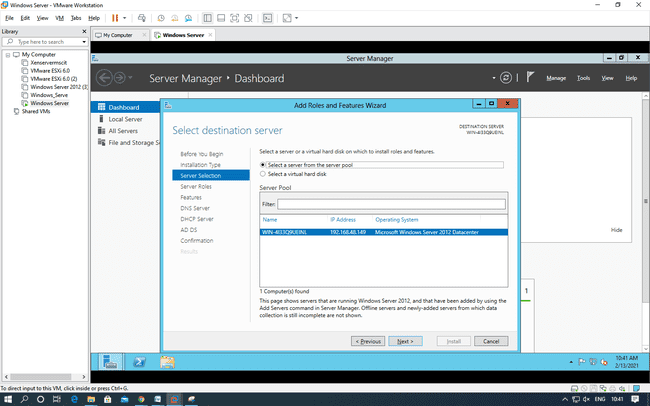 Windows Server - VMware Workstation
File Edit View VM Tabs Help
Library
Type here to search
My Computer
Xenservermscit
VMware ESXi 6.0
VMware ESXi 6.0 (2)
Windows Server 2012 (3)
Windows_Serve
Windows Server
Shared VMs
My Computer
Windows Server
Server Manager
Server Manager Dashboard
Manage Tools View Help
Dashboard
Local Server
All Servers
File and Storage S
Hide
1
Add Roles and Features Wizard
Select destination server
DESTINATION SERVER
Before You Begin
Installation Type
Server Selection
Server Roles
Features
DNS Server
DHCP Server
AD DS
Confirmation
Results
Select a server or a virtual hard disk on which to install roles and features.
Select a server from the server pool
Select a virtual hard disk
Server Pool
Filter:
Name IP Address Operating System
192.168.48.149 Microsoft Windows Server 2012 Datacenter
1 Computer(s) found
This page shows servers that are running Windows Server 2012, and that have been added by using the
Add Servers command in Server Manager. Offline servers and newly-added servers from which data
collection is still incomplete are not shown.
< Previous Next > Install Cancel
10:41 AM
2/13/2021
To direct input to this VM, click inside or press Ctrl+G.
ENG 10:41